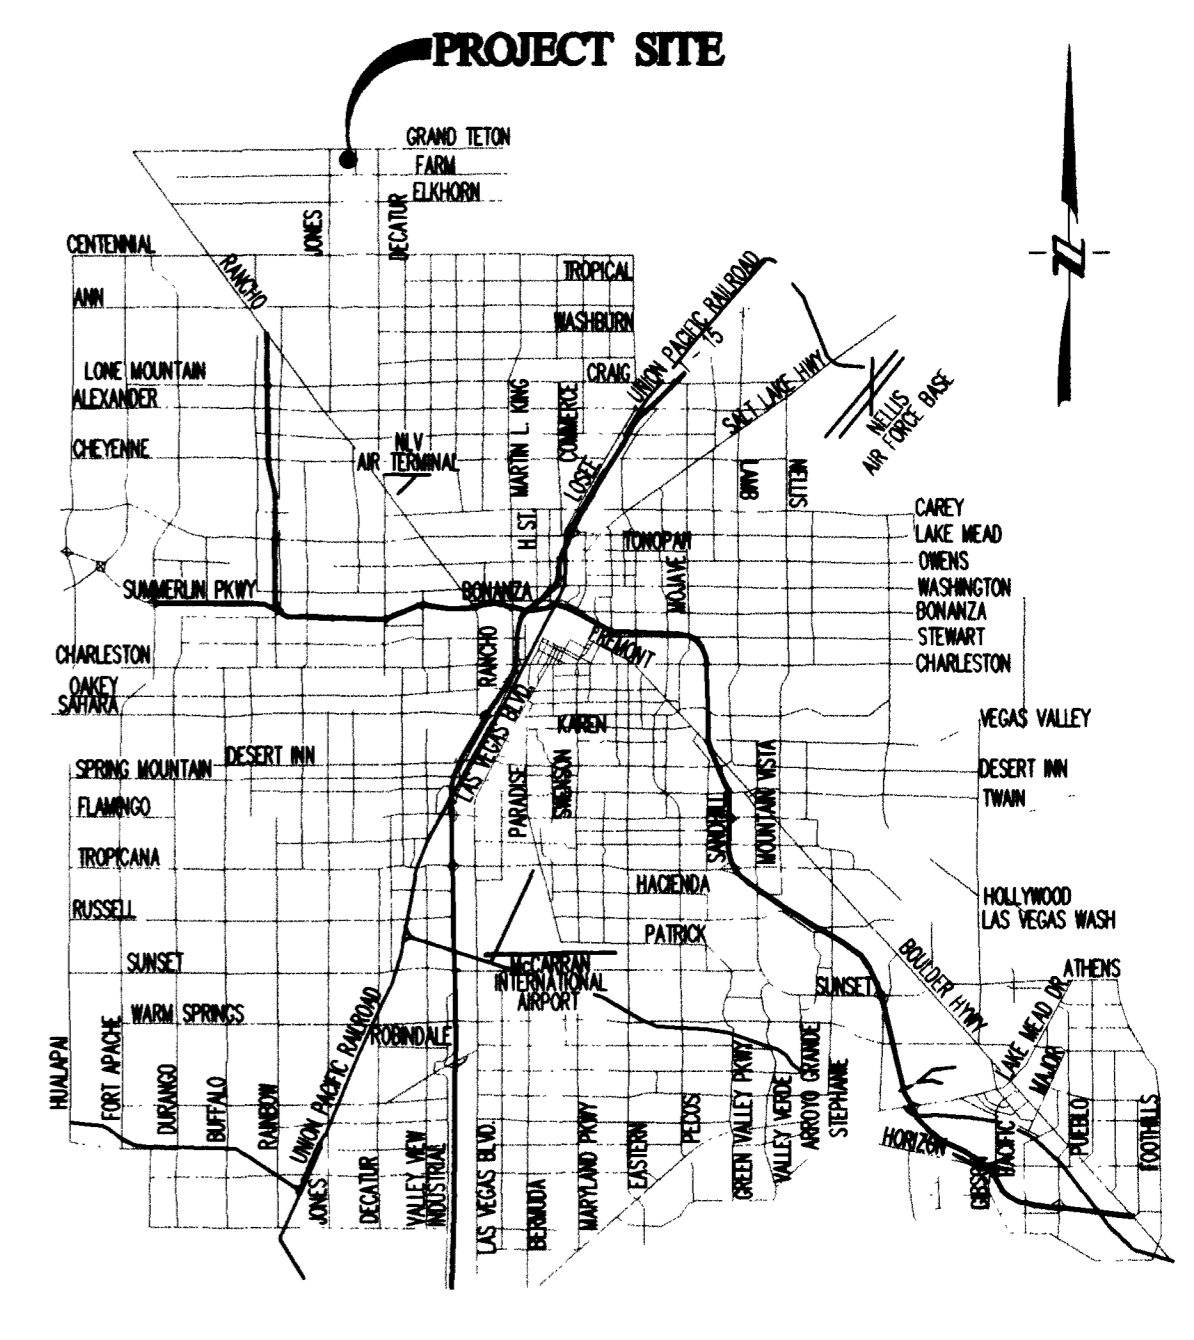 PROJECT SITE
GRAND TETON
FARM
ELKHORN
JONES
DECATUR
CENTENNIAL
RANCHO
TROPICAL
ANN
WASHBURN
UNION PACIFIC RAILROAD
- 15
LONE MOUNTAIN
CRAIG
ALEXANDER
SALT LAKE HWY
NELLIS
AIR FORCE BASE
MARTIN L. KING
COMMERCE
CHEYENNE
NLV
AIR TERMINAL
LOSEE
LAMB
NELLIS
CAREY
H. ST.
LAKE MEAD
TONOPAH
OWENS
MOJAVE
SUMMERLIN PKWY
BONANZA
WASHINGTON
BONANZA
STEWART
FREMONT
CHARLESTON
RANCHO
CHARLESTON
OAKEY
SAHARA
LAS VEGAS BLVD.
KAREN
VEGAS VALLEY
DESERT INN
SPRING MOUNTAIN
DESERT INN
FLAMINGO
PARADISE
SWENSON
SANDHILL
MOUNTAIN VISTA
TWAIN
TROPICANA
HACIENDA
HOLLYWOOD
RUSSELL
LAS VEGAS WASH
PATRICK
SUNSET
McCARRAN
INTERNATIONAL
AIRPORT
SUNSET
BOULDER HYWY
ATHENS
LAKE MEAD DR.
WARM SPRINGS
ROBINDALE
UNION PACIFIC RAILROAD
HUALAPAI
FORT APACHE
DURANGO
BUFFALO
RAINBOW
JONES
DECATUR
VALLEY VIEW
INDUSTRIAL
LAS VEGAS BLVD.
BERMUDA
MARYLAND PKWY
EASTERN
PECOS
GREEN VALLEY PKWY
VALLEY VERDE
ARROYO GRANDE
STEPHANIE
HORIZON
GIBSON
PACIFIC
MAJOR
PUEBLO
FOOTHILLS